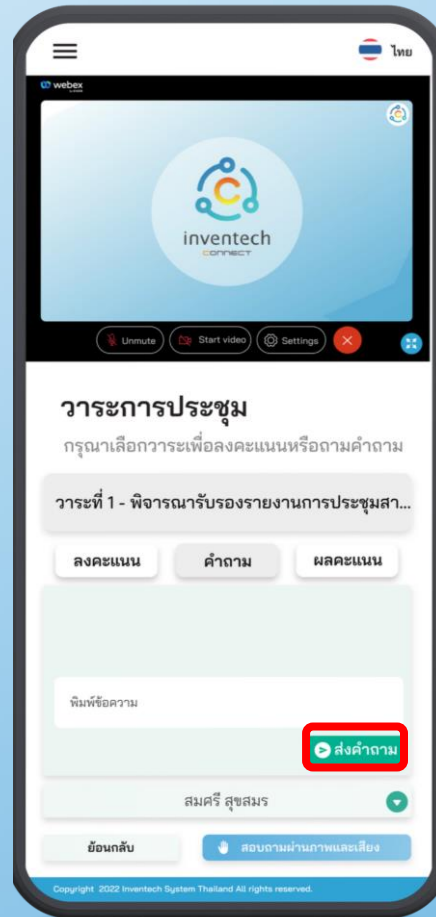 ไทย
webex
by CISCO
inventech
CONNECT
Unmute
Start video
Settings
วาระการประชุม
กรุณาเลือกวาระเพื่อลงคะแนนหรือถามคำถาม
วาระที่ 1 - พิจารณารับรองรายงานการประชุมสา...
ลงคะแนน
คำถาม
ผลคะแนน
พิมพ์ข้อความ
ส่งคำถาม
สมศรี สุขสมร
ย้อนกลับ
สอบถามผ่านภาพและเสียง
Copyright 2022 Inventech System Thailand All rights reserved.